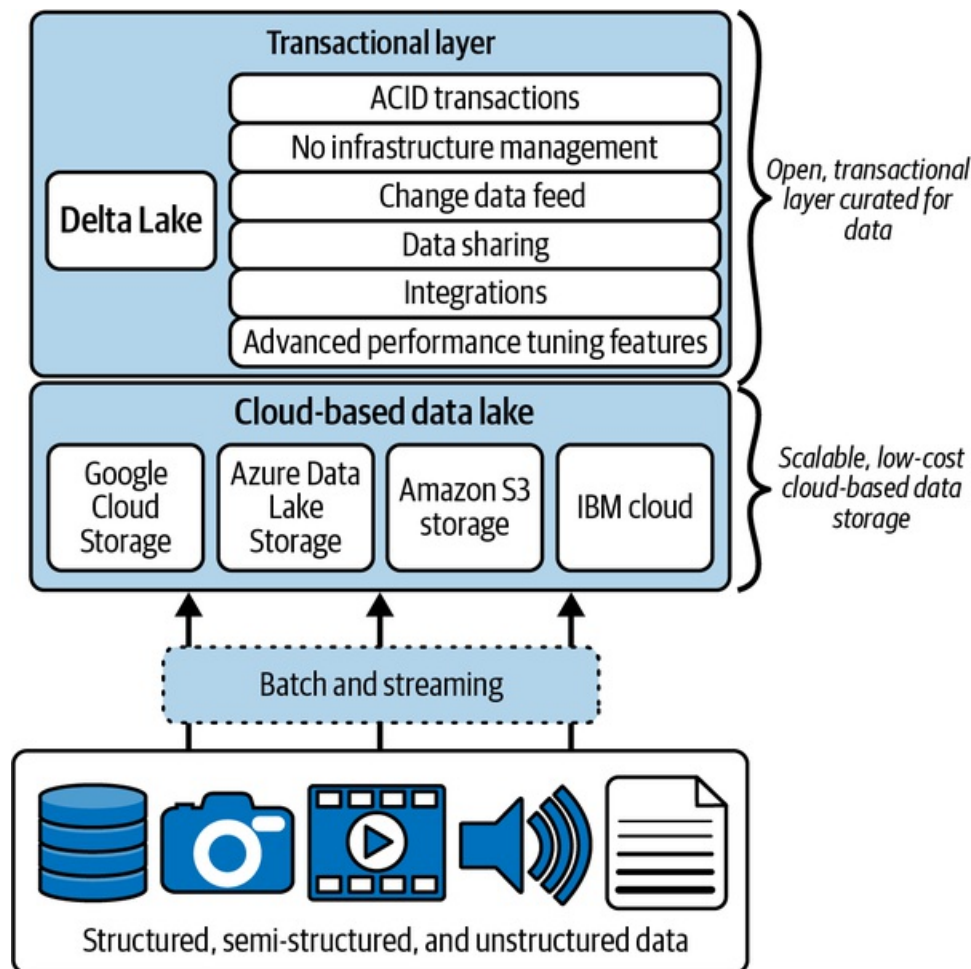 Transactional layer
Delta Lake
ACID transactions
No infrastructure management
Change data feed
Data sharing
Integrations
Advanced performance tuning features
Open, transactional
layer curated for
data
Cloud-based data lake
Google
Cloud
Storage
Azure Data
Lake
Storage
Amazon S3
storage
IBM cloud
Scalable, low-cost
cloud-based data
storage
Batch and streaming
Structured, semi-structured, and unstructured data